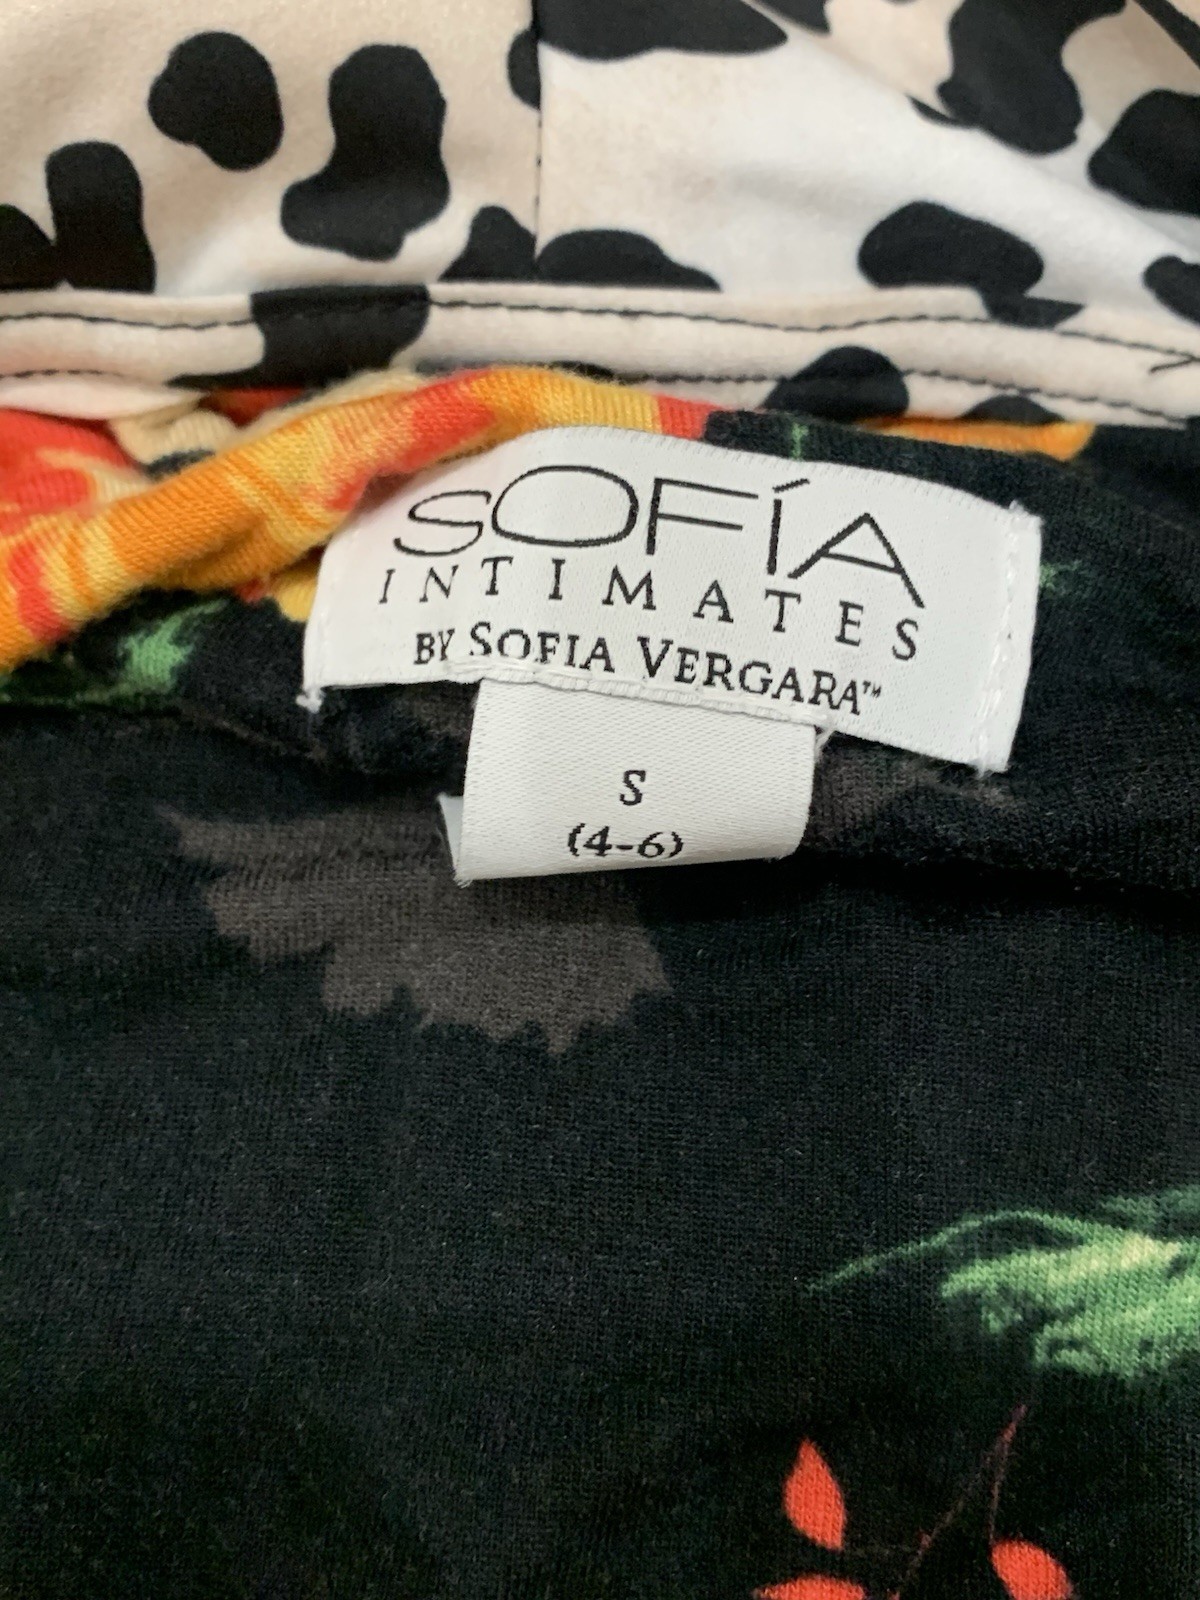 SOFÍA
INTIMATES
BY SOFIA VERGARA™
S
(4-6)